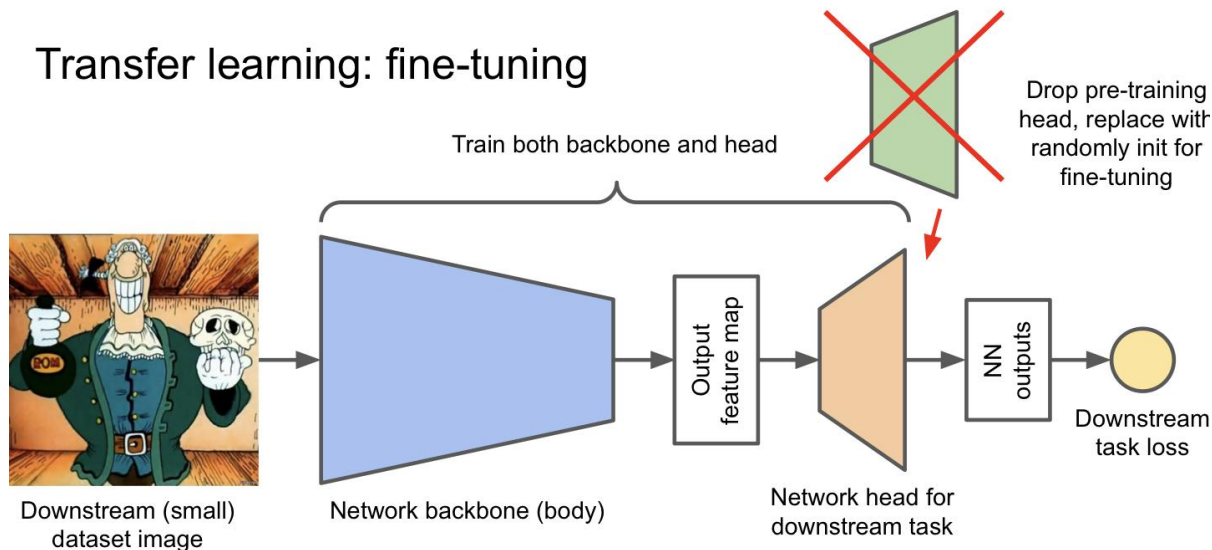 Transfer learning: fine-tuning
Drop pre-training
head, replace with
randomly init for
fine-tuning
Train both backbone and head
ROM
Output
feature map
NN
outputs
Downstream
task loss
Downstream (small)
dataset image
Network backbone (body)
Network head for
downstream task